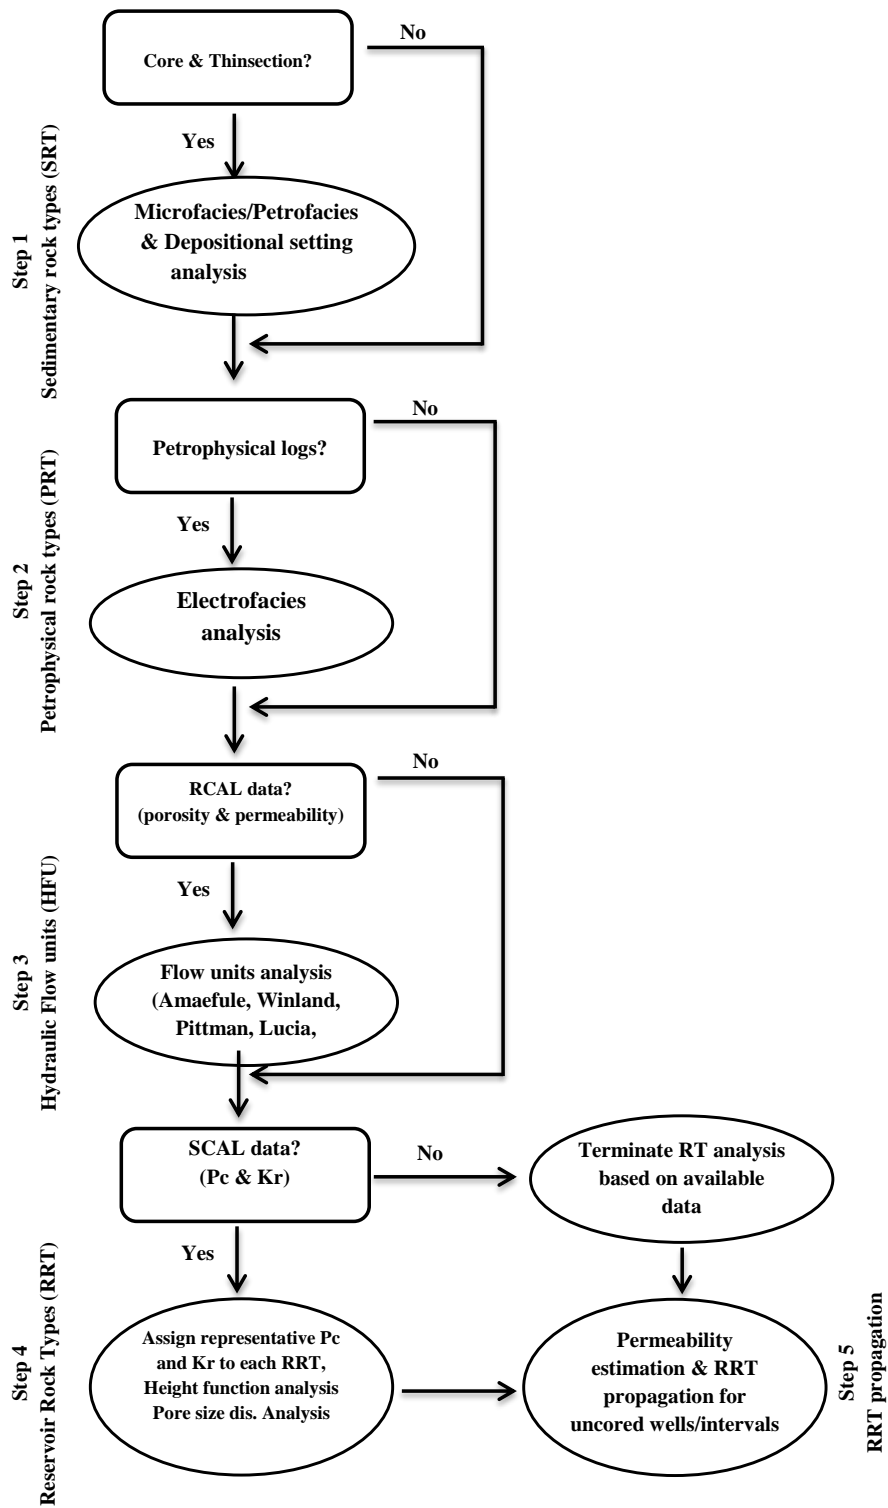 Core & Thinsection?
No
Yes
Microfacies/Petrofacies
& Depositional setting
analysis
Step 1
Sedimentary rock types (SRT)
Petrophysical logs?
No
Yes
Electrofacies
analysis
Step 2
Petrophysical rock types (PRT)
RCAL data?
(porosity & permeability)
No
Yes
Flow units analysis
(Amaefule, Winland,
Pittman, Lucia,
Step 3
Hydraulic Flow units (HFU)
SCAL data?
(Pc & Kr)
No
Terminate RT analysis
based on available
data
Yes
Assign representative Pc
and Kr to each RRT,
Height function analysis
Pore size dis. Analysis
Step 4
Reservoir Rock Types (RRT)
Permeability
estimation & RRT
propagation for
uncored wells/intervals
Step 5
RRT propagation